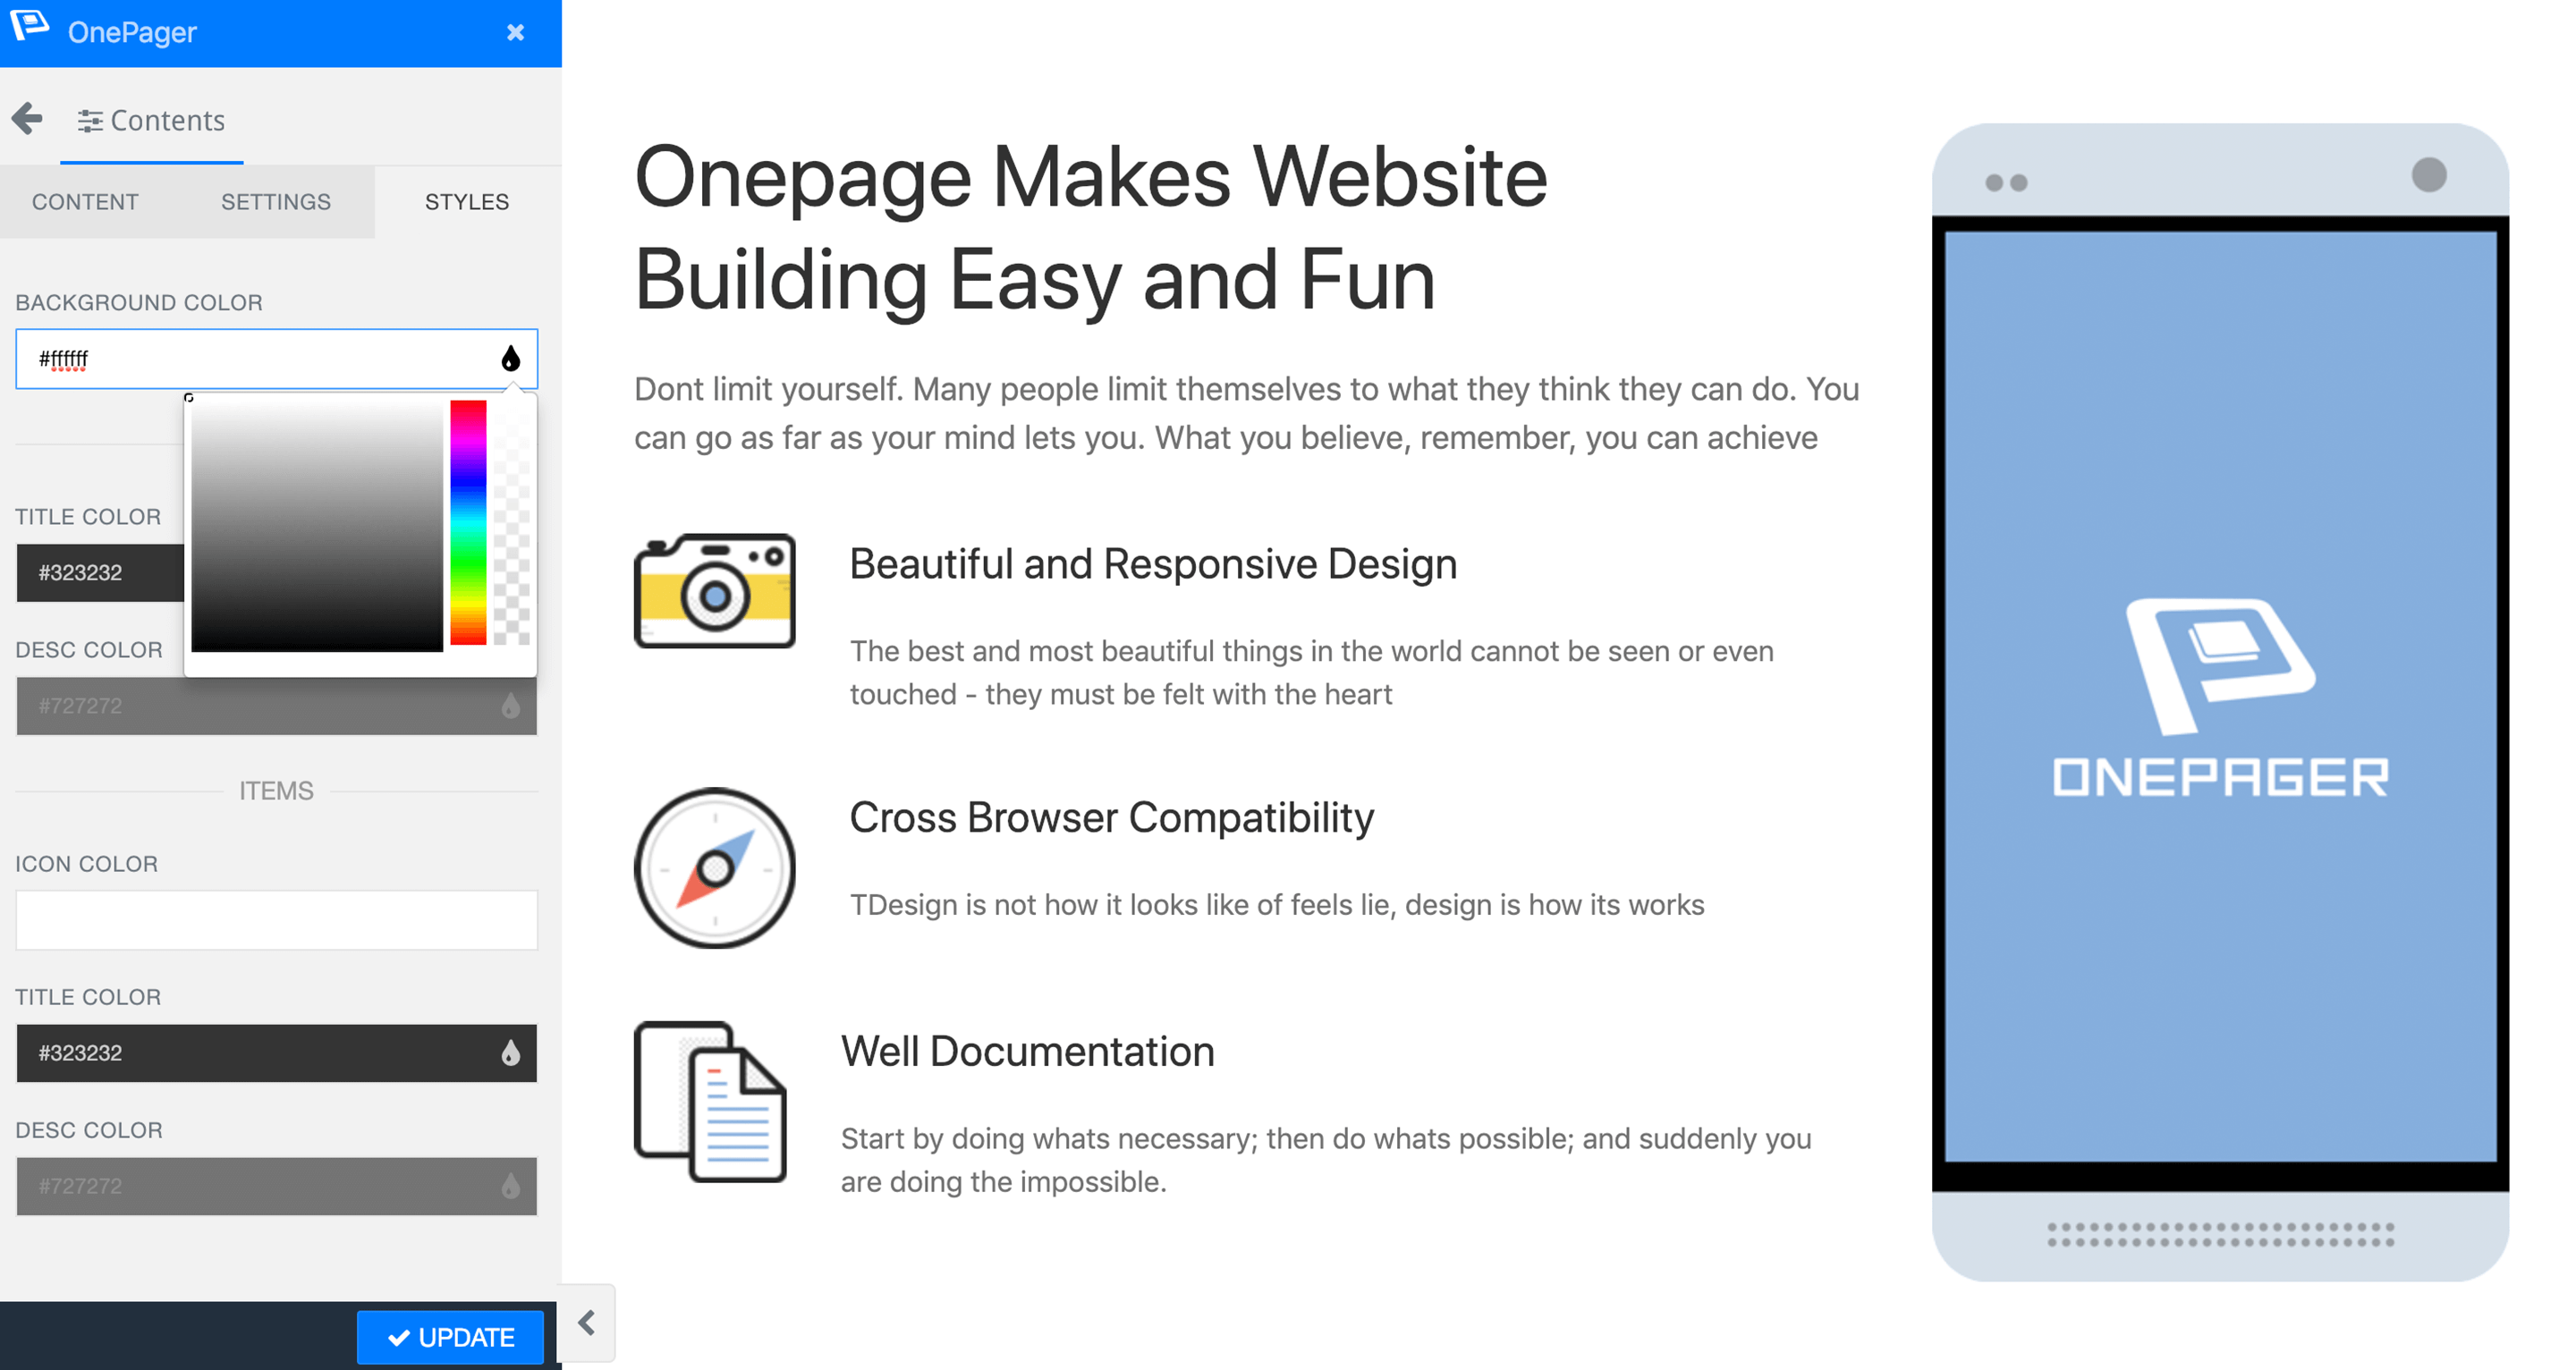 OnePager
Contents
CONTENT
SETTINGS
STYLES
BACKGROUND COLOR
#ffffff
TITLE COLOR
#323232
DESC COLOR
#727272
ITEMS
ICON COLOR
TITLE COLOR
#323232
DESC COLOR
#727272
UPDATE
Onepage Makes Website
Building Easy and Fun
Dont limit yourself. Many people limit themselves to what they think they can do. You
can go as far as your mind lets you. What you believe, remember, you can achieve
Beautiful and Responsive Design
The best and most beautiful things in the world cannot be seen or even
touched - they must be felt with the heart
Cross Browser Compatibility
TDesign is not how it looks like of feels lie, design is how its works
Well Documentation
Start by doing whats necessary; then do whats possible; and suddenly you
are doing the impossible.
ONEPAGER